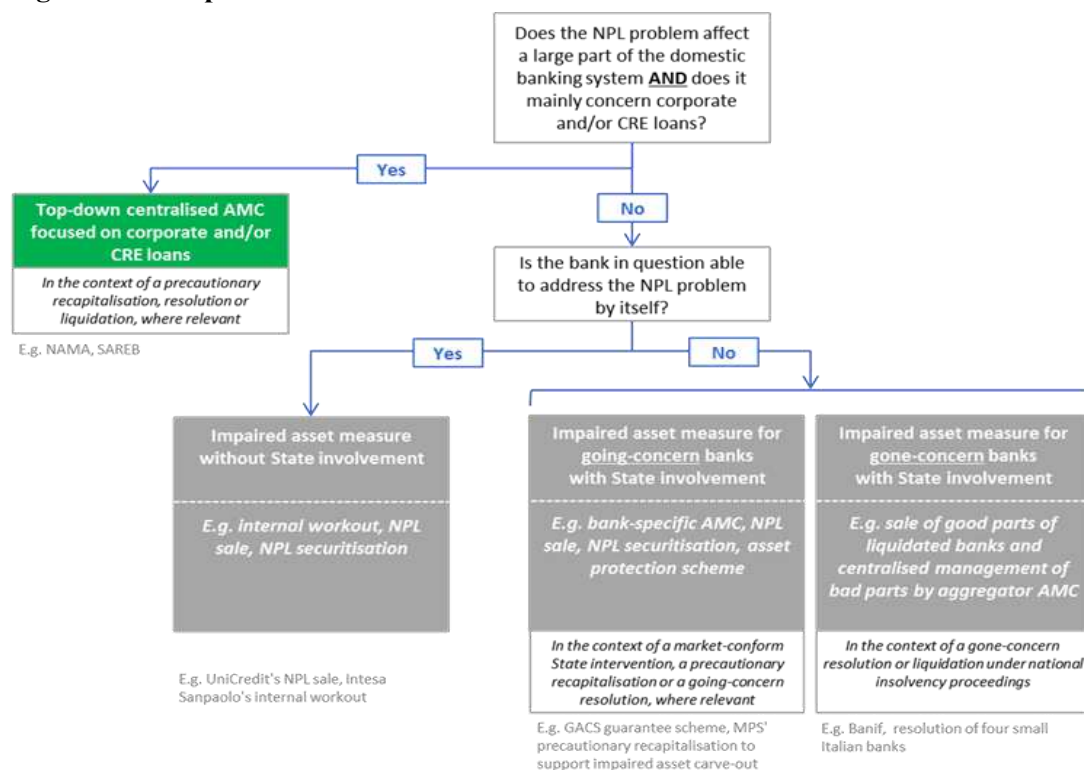 Does the NPL problem affect
a large part of the domestic
banking system AND does it
mainly concern corporate
and/or CRE loans?
Yes
No
Top-down centralised AMC
focused on corporate and/or
CRE loans
In the context of a precautionary
recapitalisation, resolution or
liquidation, where relevant
E.g. NAMA, SAREB
Is the bank in question able
to address the NPL problem
by itself?
Yes
No
Impaired asset measure
without State involvement
E.g. internal workout, NPL
sale, NPL securitisation
E.g. UniCredit's NPL sale, Intesa
Sanpaolo's internal workout
Impaired asset measure for
going-concern banks
with State involvement
E.g. bank-specific AMC, NPL
sale, NPL securitisation, asset
protection scheme
In the context of a market-conform
State intervention, a precautionary
recapitalisation or a going-concern
resolution, where relevant
E.g. GACS guarantee scheme, MPS'
precautionary recapitalisation to
support impaired asset carve-out
Impaired asset measure for
gone-concern banks
with State involvement
E.g. sale of good parts of
liquidated banks and
centralised management of
bad parts by aggregator AMC
In the context of a gone-concern
resolution or liquidation under national
insolvency proceedings
E.g. Banif, resolution of four small
Italian banks